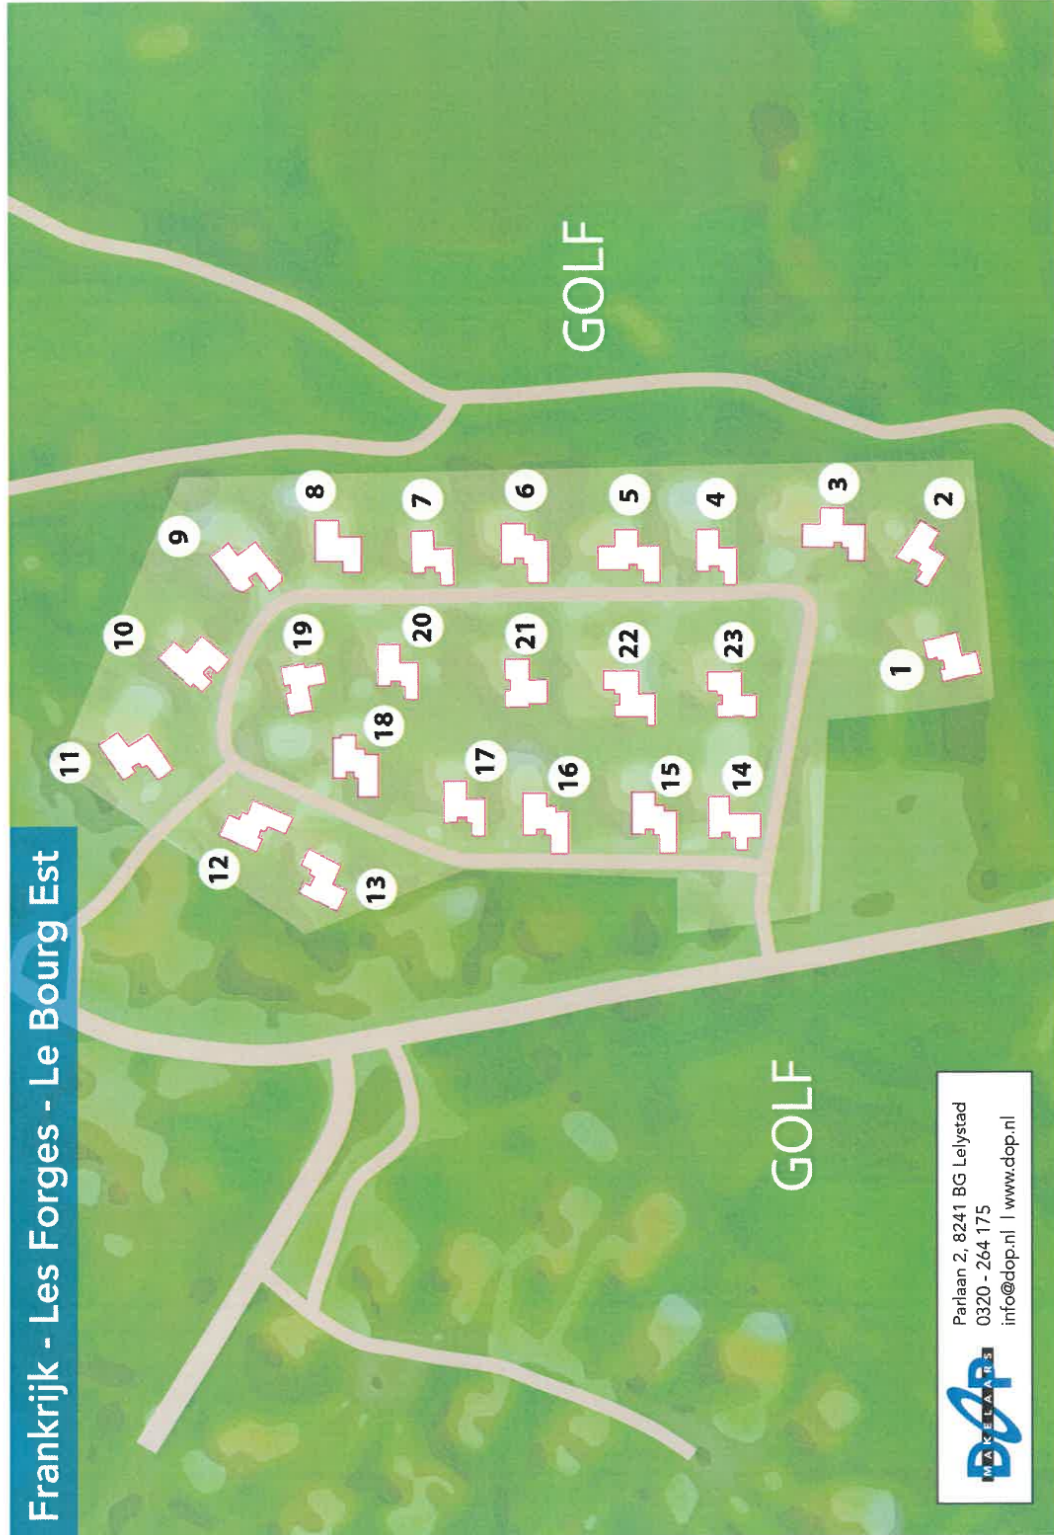 Frankrijk - Les Forges - Le Bourg Est
11
10
9
8
7
6
5
4
3
2
12
13
19
20
21
22
23
1
18
17
16
15
14
GOLF
GOLF
DOP
MAKELAARS
Parlaan 2, 8241 BG Lelystad
0320 - 264 175
info@dop.nl | www.dop.nl